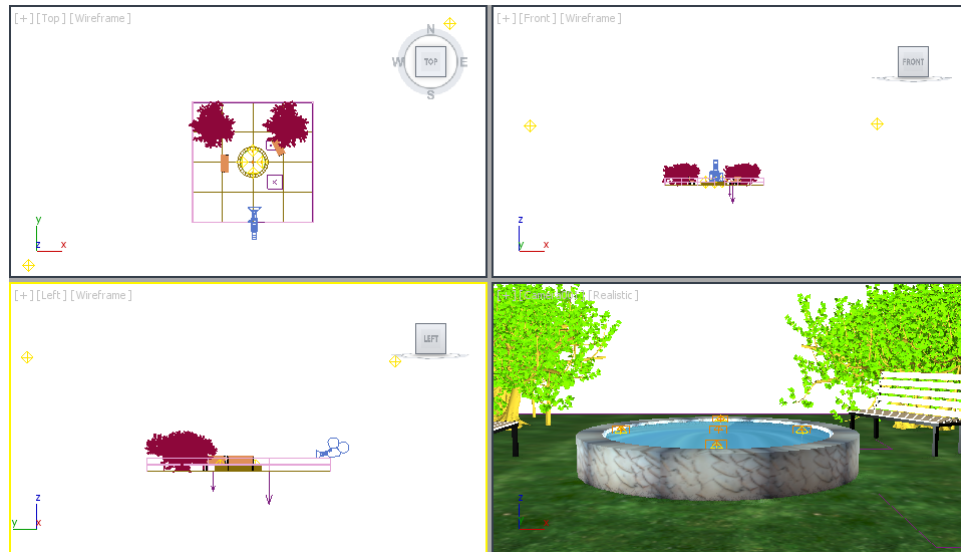 [+] [Top] [Wireframe]
N
W TOP E
S
y
z x
[+] [Front] [Wireframe]
FRONT
z
y x
[+] [Left] [Wireframe]
LEFT
z
y x
[Realistic]
z
x